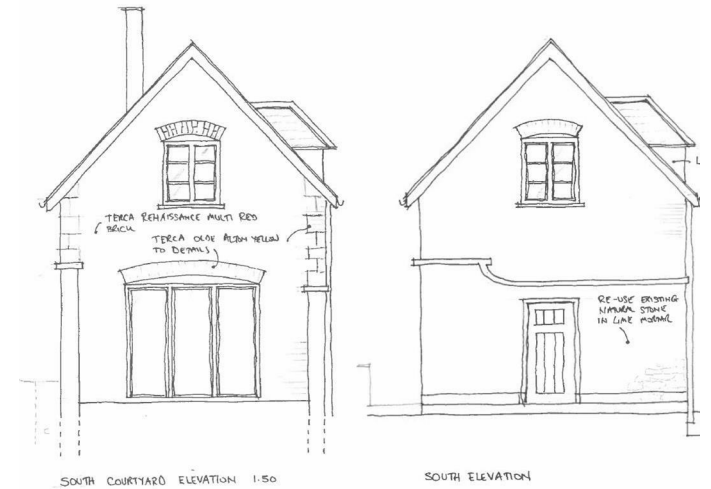 TERCA RENAISSANCE MULTI RED
BRICK
TERCA OLDE ALTON YELLOW
TO DETAILS
RE-USE EXISTING
NATURAL STONE
IN LIME MORTAR
SOUTH COURTYARD ELEVATION 1:50
SOUTH ELEVATION